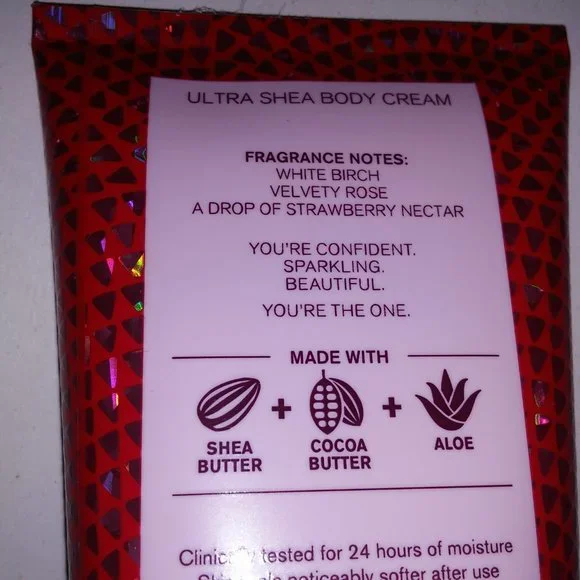 ULTRA SHEA BODY CREAM
FRAGRANCE NOTES:
WHITE BIRCH
VELVETY ROSE
A DROP OF STRAWBERRY NECTAR
YOU'RE CONFIDENT.
SPARKLING.
BEAUTIFUL.
YOU'RE THE ONE.
MADE WITH
SHEA BUTTER
+
COCOA BUTTER
+
ALOE
Clinically tested for 24 hours of moisture
noticeably softer after use